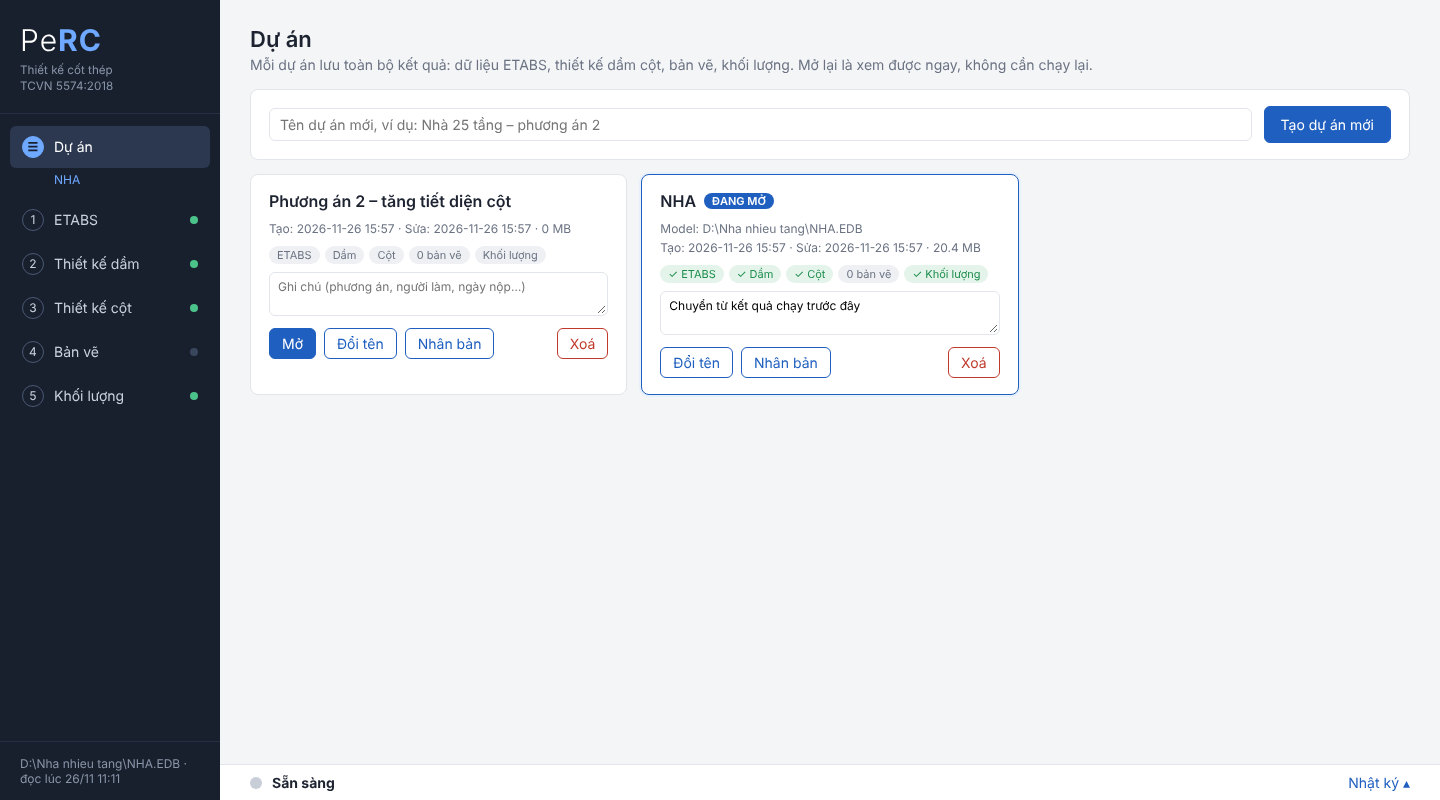 PeRC
Thiết kế cốt thép
TCVN 5574:2018
Dự án
NHA
1 ETABS
2 Thiết kế dầm
3 Thiết kế cột
4 Bản vẽ
5 Khối lượng
D:\Nha nhieu tang\NHA.EDB ·
đọc lúc 26/11 11:11
Dự án
Mỗi dự án lưu toàn bộ kết quả: dữ liệu ETABS, thiết kế dầm cột, bản vẽ, khối lượng. Mở lại là xem được ngay, không cần chạy lại.
Tên dự án mới, ví dụ: Nhà 25 tầng – phương án 2
Tạo dự án mới
Phương án 2 – tăng tiết diện cột
Tạo: 2026-11-26 15:57 · Sửa: 2026-11-26 15:57 · 0 MB
ETABS Dầm Cột 0 bản vẽ Khối lượng
Ghi chú (phương án, người làm, ngày nộp...)
Mở Đổi tên Nhân bản Xoá
NHA ĐANG MỞ
Model: D:\Nha nhieu tang\NHA.EDB
Tạo: 2026-11-26 15:57 · Sửa: 2026-11-26 15:57 · 20.4 MB
✓ ETABS ✓ Dầm ✓ Cột 0 bản vẽ ✓ Khối lượng
Chuyển từ kết quả chạy trước đây
Đổi tên Nhân bản Xoá
Sẵn sàng
Nhật ký ▴